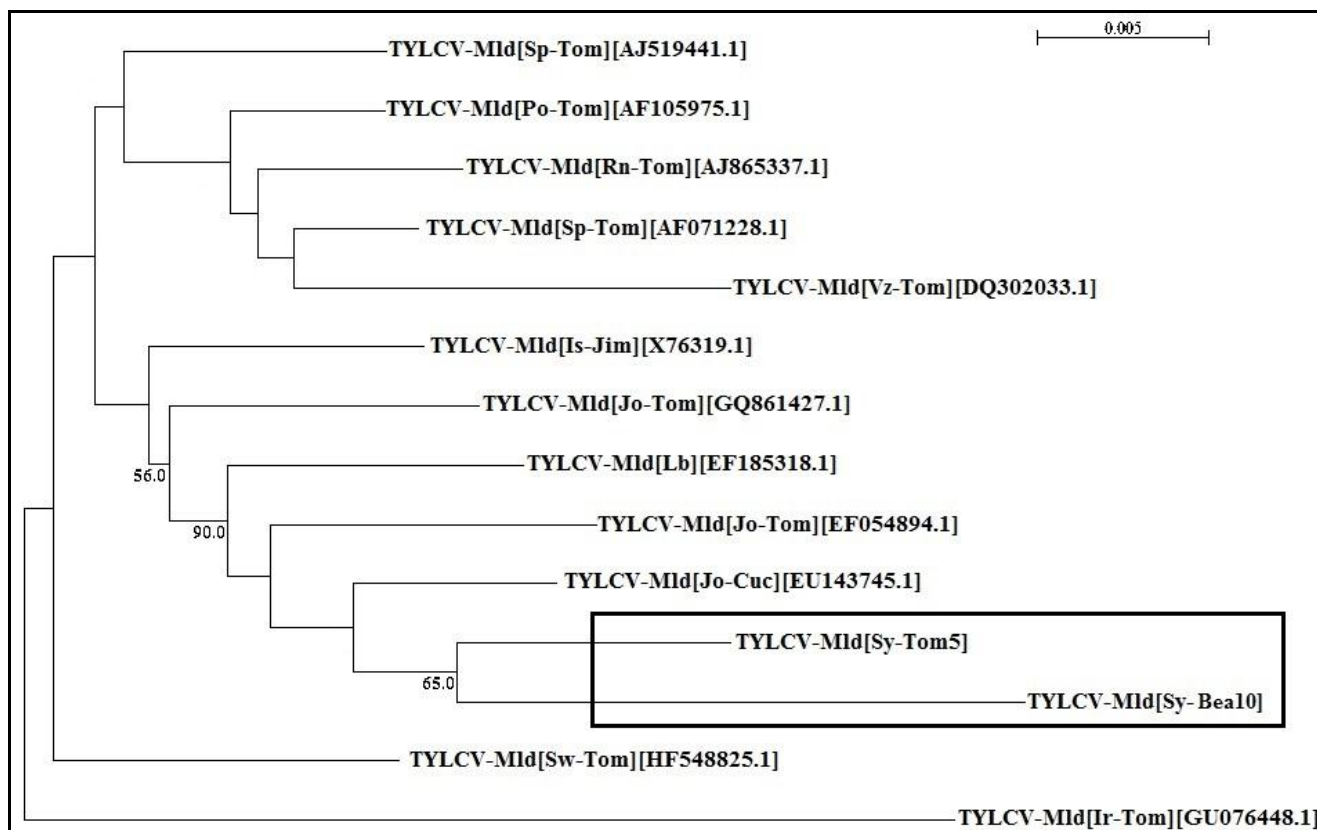 0.005
TYLCV-Mld[Sp-Tom][AJ519441.1]
TYLCV-Mld[Po-Tom][AF105975.1]
TYLCV-Mld[Rn-Tom][AJ865337.1]
TYLCV-Mld[Sp-Tom][AF071228.1]
TYLCV-Mld[Vz-Tom][DQ302033.1]
TYLCV-Mld[Is-Jim][X76319.1]
TYLCV-Mld[Jo-Tom][GQ861427.1]
56.0
TYLCV-Mld[Lb][EF185318.1]
90.0
TYLCV-Mld[Jo-Tom][EF054894.1]
TYLCV-Mld[Jo-Cuc][EU143745.1]
TYLCV-Mld[Sy-Tom5]
65.0
TYLCV-Mld[Sy-Bea10]
TYLCV-Mld[Sw-Tom][HF548825.1]
TYLCV-Mld[Ir-Tom][GU076448.1]